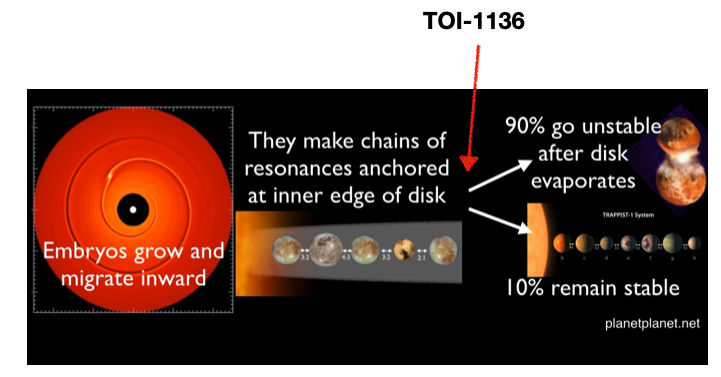 TOI-1136
They make chains of
resonances anchored
at inner edge of disk
90% go unstable
after disk
evaporates
Embryos grow and
migrate inward
3:2 4:3 3:2 2:1
TRAPPIST-1 System
b c d e f g h
10% remain stable
planetplanet.net